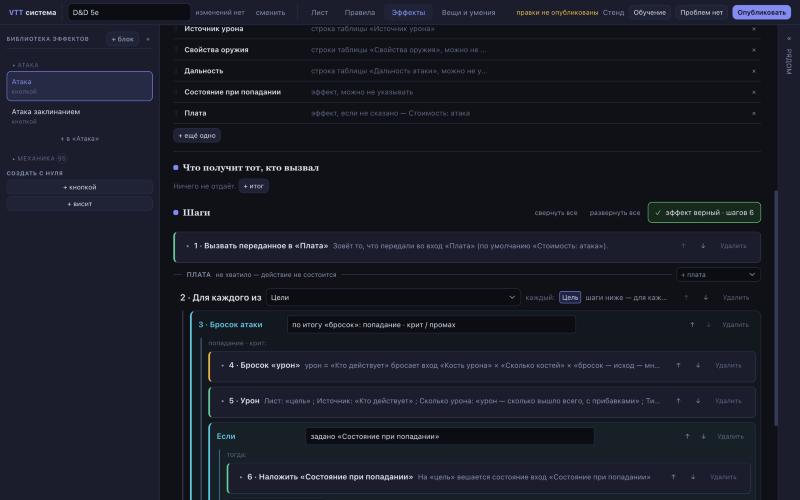 VTT система
D&D 5e
изменений нет
сменить
Лист
Правила
Эффекты
Вещи и умения
правки не опубликованы
Стенд
Обучение
Проблем нет
Опубликовать
БИБЛИОТЕКА ЭФФЕКТОВ
+ блок
«
АТАКА
Атака
кнопкой
Атака заклинанием
кнопкой
+ в «Атака»
МЕХАНИКА 95
СОЗДАТЬ С НУЛЯ
+ кнопкой
+ висит
Источник урона
строка таблицы «Источник урона»
Свойства оружия
строка таблицы «Свойства оружия», можно не ...
×
Дальность
строка таблицы «Дальность атаки», можно не у...
×
Состояние при попадании
эффект, можно не указывать
×
Плата
эффект, если не сказано — Стоимость: атака
×
+ ещё одно
Что получит тот, кто вызвал
Ничего не отдаёт.
+ итог
Шаги
свернуть все
развернуть все
✓ эффект верный · шагов 6
1 · Вызвать переданное в «Плата»
Зовёт то, что передали во вход «Плата» (по умолчанию «Стоимость: атака»).
↑
↓
Удалить
ПЛАТА
не хватило — действие не состоится
+ плата
2 · Для каждого из
Цели
каждый:
Цель
шаги ниже — для каж...
↑
↓
Удалить
3 · Бросок атаки
по итогу «бросок»: попадание · крит / промах
↑
↓
Удалить
попадание · крит:
4 · Бросок «урон»
урон = «Кто действует» бросает вход «Кость урона» × «Сколько костей» × «бросок — исход — мн...
↑
↓
Удалить
5 · Урон
Лист: «цель» ; Источник: «Кто действует» ; Сколько урона: «урон — сколько вышло всего, с прибавками» ; Ти...
↑
↓
Удалить
Если
задано «Состояние при попадании»
↑
↓
Удалить
тогда:
6 · Наложить «Состояние при попадании»
На «цель» вешается состояние вход «Состояние при попадании»
↑
↓
Удалить
«
РЯДОМ